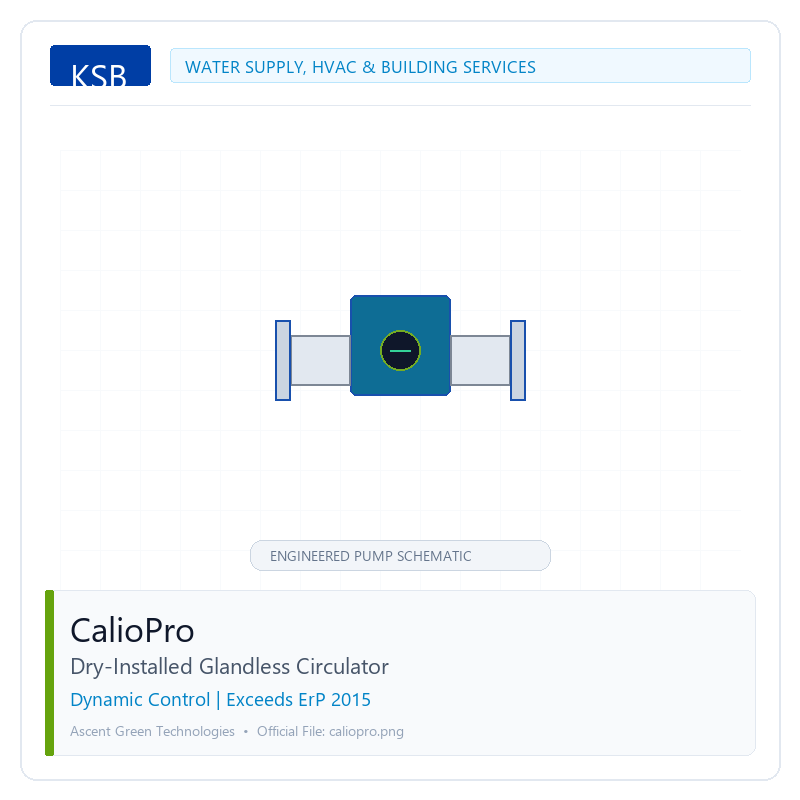 KSB
WATER SUPPLY, HVAC & BUILDING SERVICES
ENGINEERED PUMP SCHEMATIC
CalioPro
Dry-Installed Glandless Circulator
Dynamic Control | Exceeds ErP 2015
Ascent Green Technologies • Official File: caliopro.png